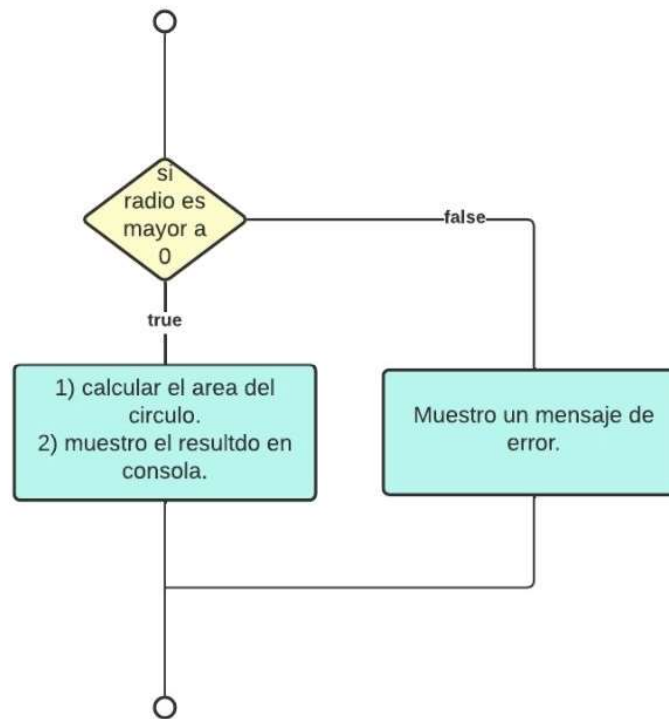 si
radio es
mayor a
0
false
true
1) calcular el area del
circulo.
2) muestro el resultdo en
consola.
Muestro un mensaje de
error.